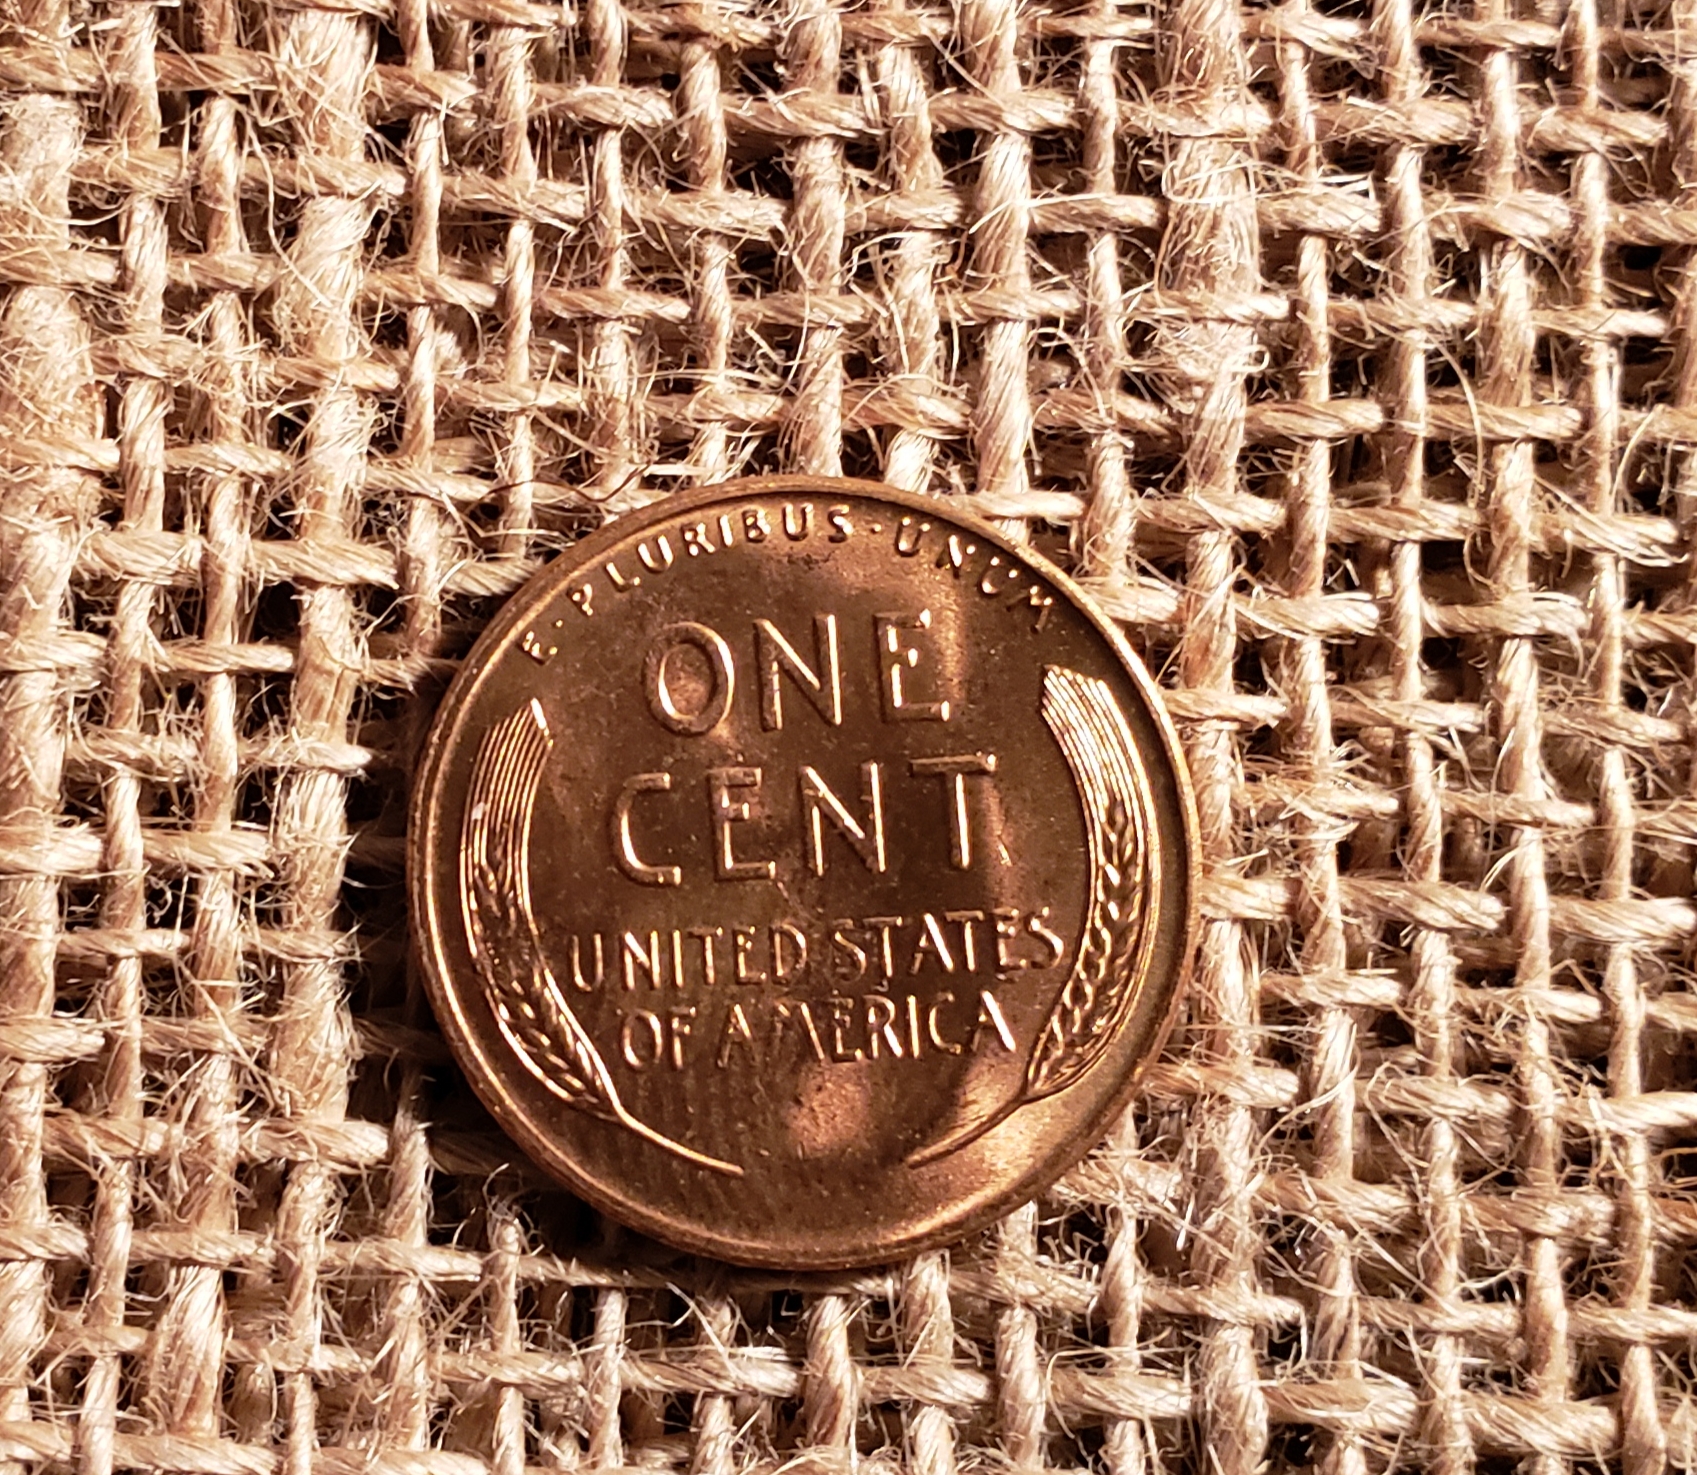 E·PLURIBUS·UNUM
ONE
CENT
UNITED STATES
OF AMERICA